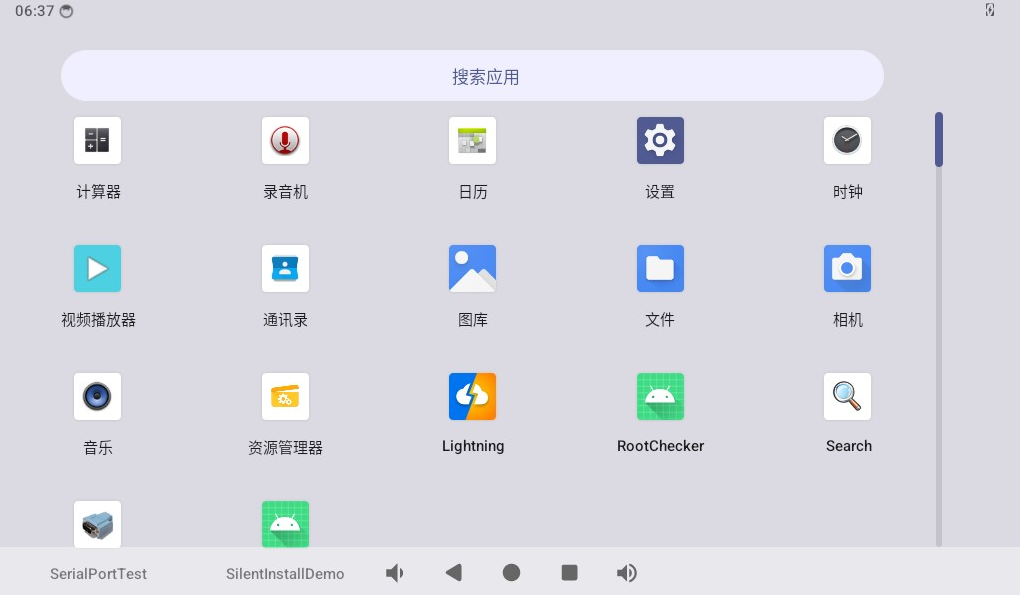 06:37
搜索应用
计算器
录音机
日历
设置
时钟
视频播放器
通讯录
图库
文件
相机
音乐
资源管理器
Lightning
RootChecker
Search
SerialPortTest
SilentInstallDemo